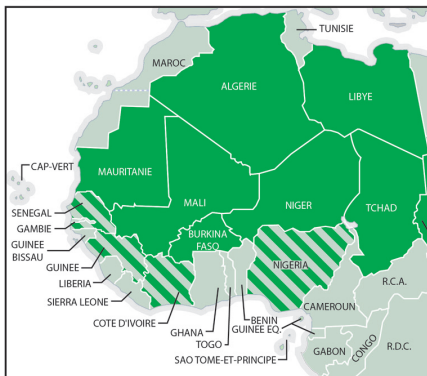 TUNISIE
MAROC
ALGERIE
LIBYE
CAP-VERT
MAURITANIE
MALI
NIGER
TCHAD
SENEGAL
GAMBIE
BURKINA
FASO
GUINEE
BISSAU
NIGERIA
GUINEE
LIBERIA
R.C.A.
SIERRA LEONE
CAMEROUN
COTE D'IVOIRE
BENIN
GHANA
GUINEE EQ.
TOGO
SAO TOME-ET-PRINCIPE
GABON
CONGO
R.D.C.